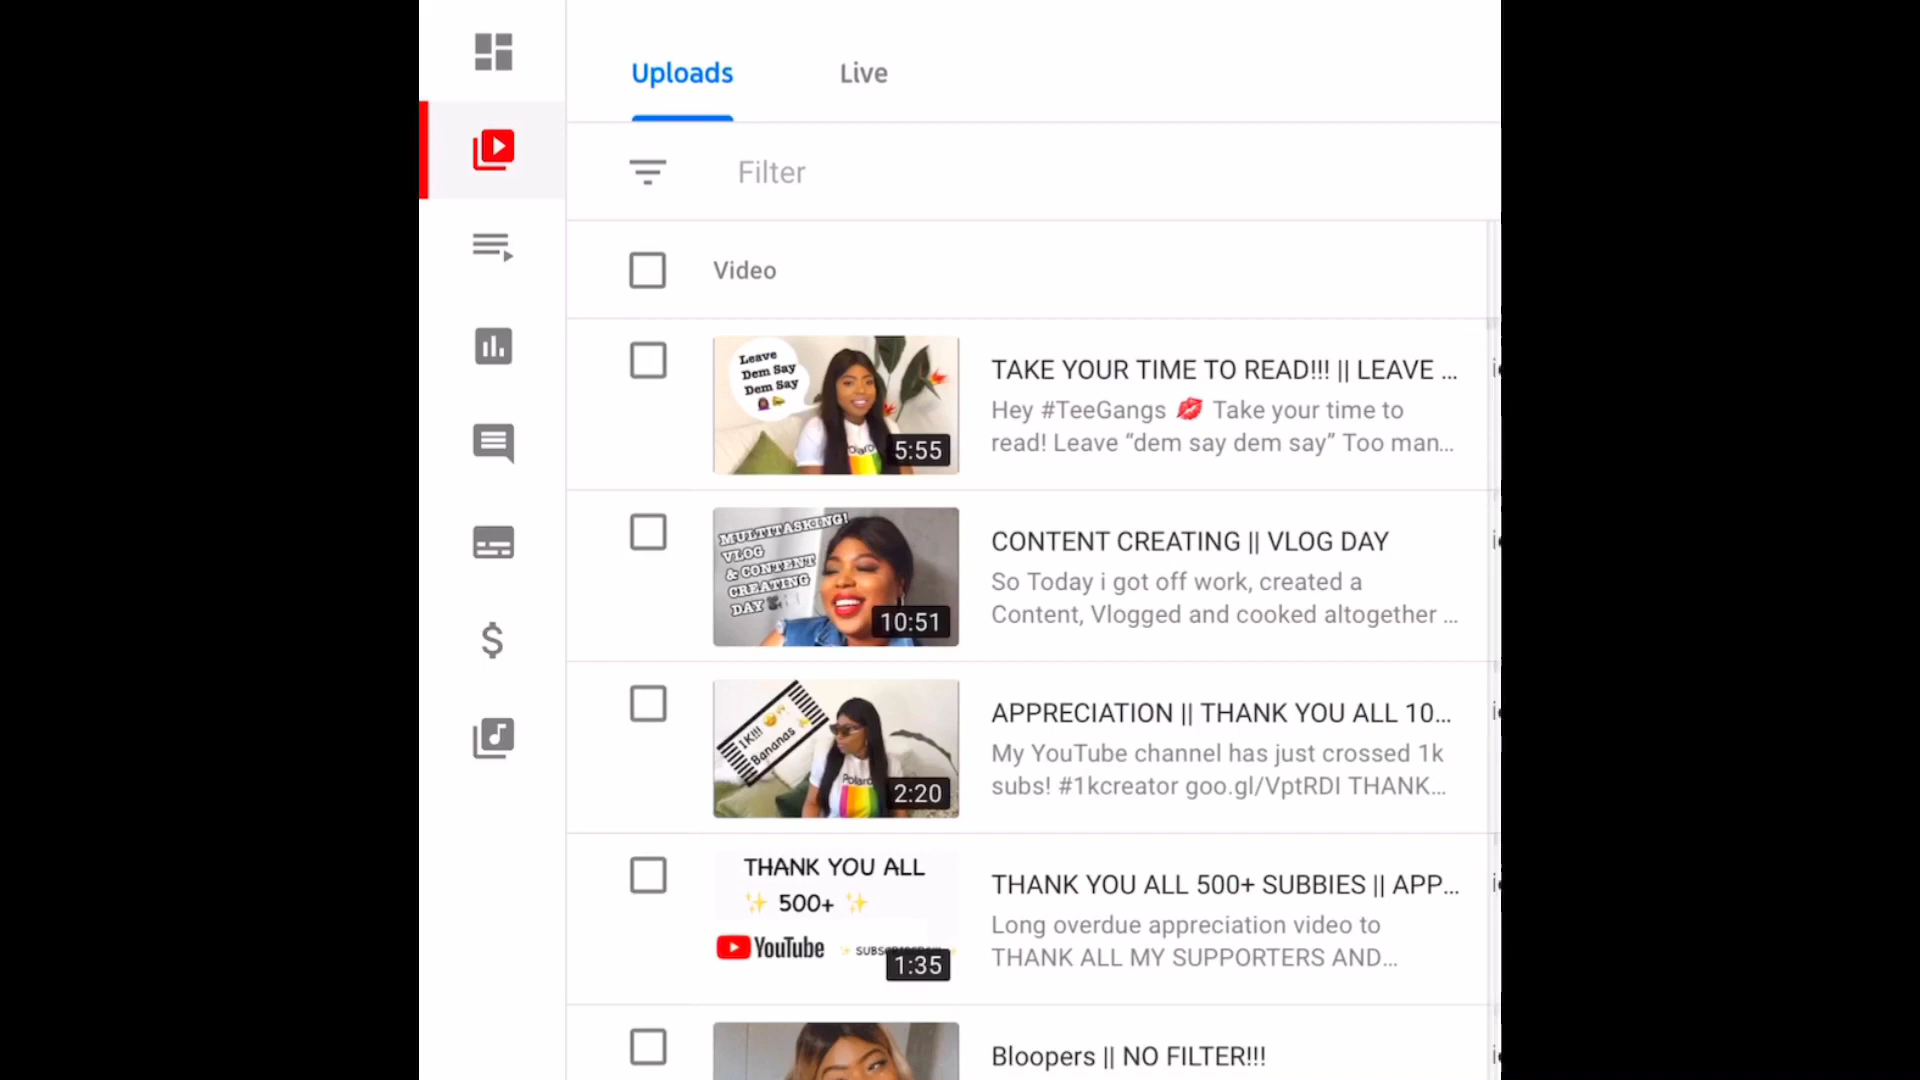 Uploads Live
Filter
Video
Leave
Dem Say
Dem Say
Polaro
5:55
TAKE YOUR TIME TO READ!!! || LEAVE ...
Hey #TeeGangs 💋 Take your time to
read! Leave “dem say dem say” Too man...
MULTITASKING!
VLOG
& CONTENT
CREATING
DAY
10:51
CONTENT CREATING || VLOG DAY
So Today i got off work, created a
Content, Vlogged and cooked altogether ...
1K!!!
Bananas
Polaro
2:20
APPRECIATION || THANK YOU ALL 10...
My YouTube channel has just crossed 1k
subs! #1kcreator goo.gl/VptRDI THANK...
THANK YOU ALL
✨ 500+ ✨
YouTube
1:35
THANK YOU ALL 500+ SUBBIES || APP...
Long overdue appreciation video to
THANK ALL MY SUPPORTERS AND...
Bloopers || NO FILTER!!!